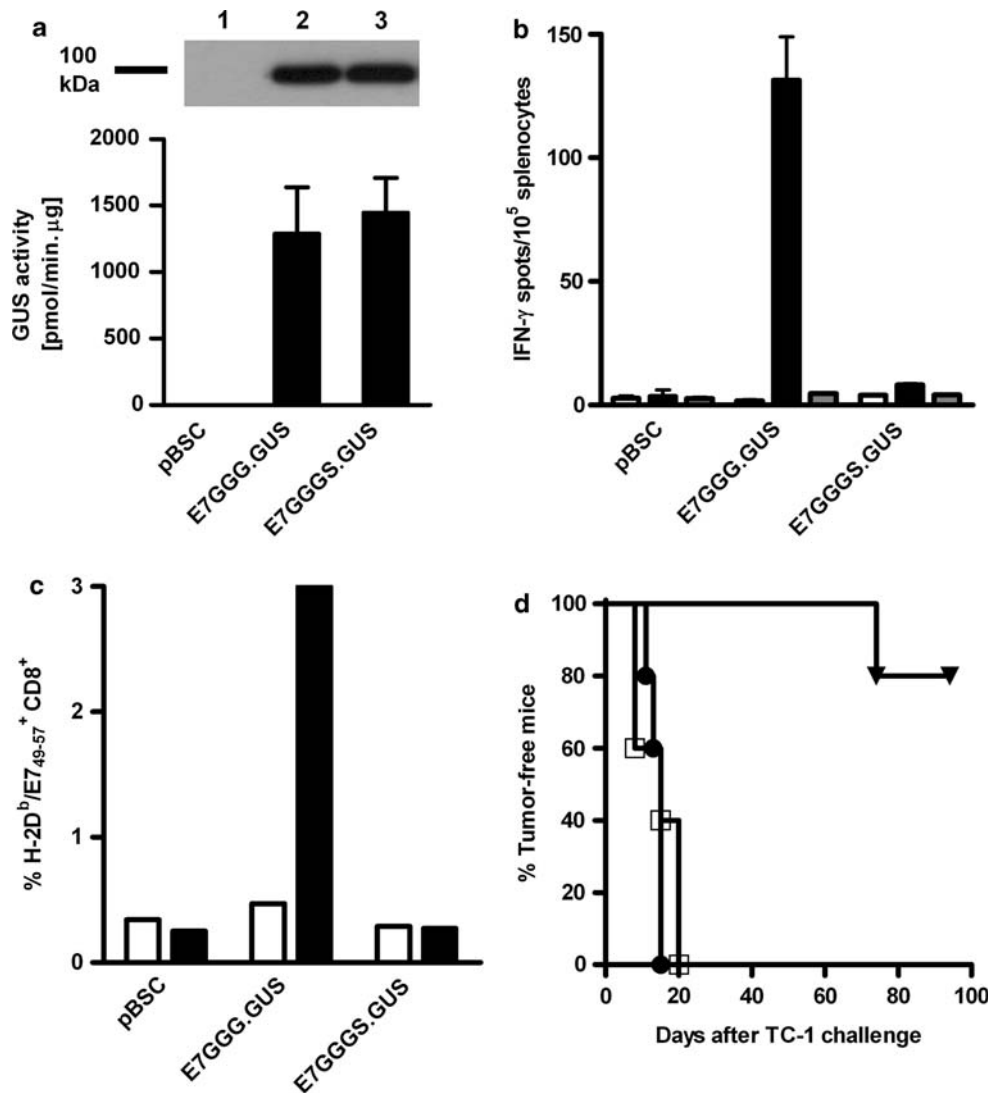 a
1 2 3
100
kDa
2000
1500
1000
500
0
GUS activity
[pmol/min.µg]
pBSC
E7GGG.GUS
E7GGGS.GUS
b
150
100
50
0
IFN-γ spots/10⁵ splenocytes
pBSC
E7GGG.GUS
E7GGGS.GUS
c
3
2
1
0
% H-2Dᵇ/E7₄₉₋₅₇⁺ CD8⁺
pBSC
E7GGG.GUS
E7GGGS.GUS
d
100
80
60
40
20
0
% Tumor-free mice
0 20 40 60 80 100
Days after TC-1 challenge